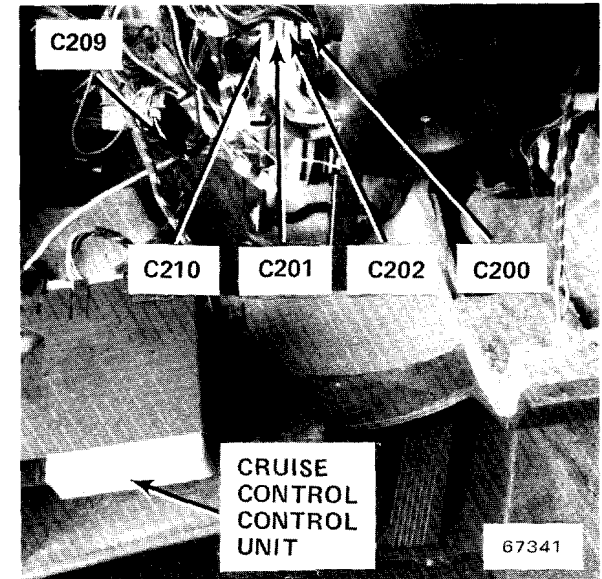 C209
C210
C201
C202
C200
CRUISE
CONTROL
CONTROL
UNIT
67341